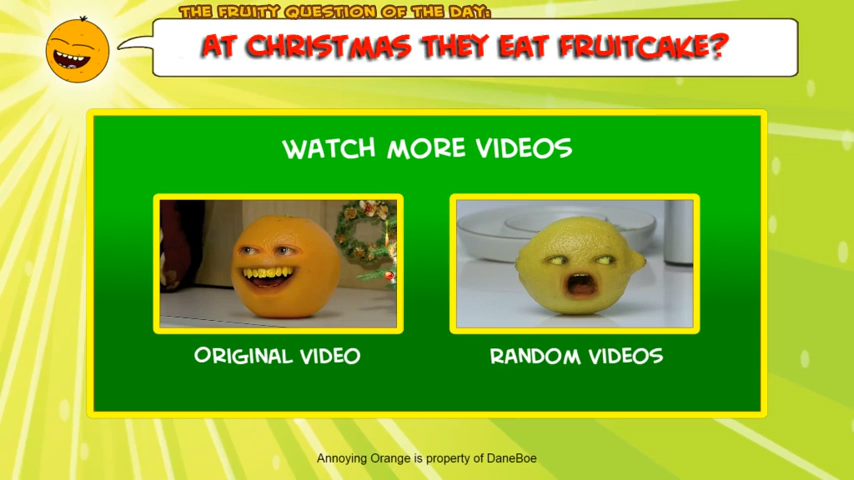 THE FRUITY QUESTION OF THE DAY:
AT CHRISTMAS THEY EAT FRUITCAKE?
WATCH MORE VIDEOS
ORIGINAL VIDEO
RANDOM VIDEOS
Annoying Orange is property of DaneBoe